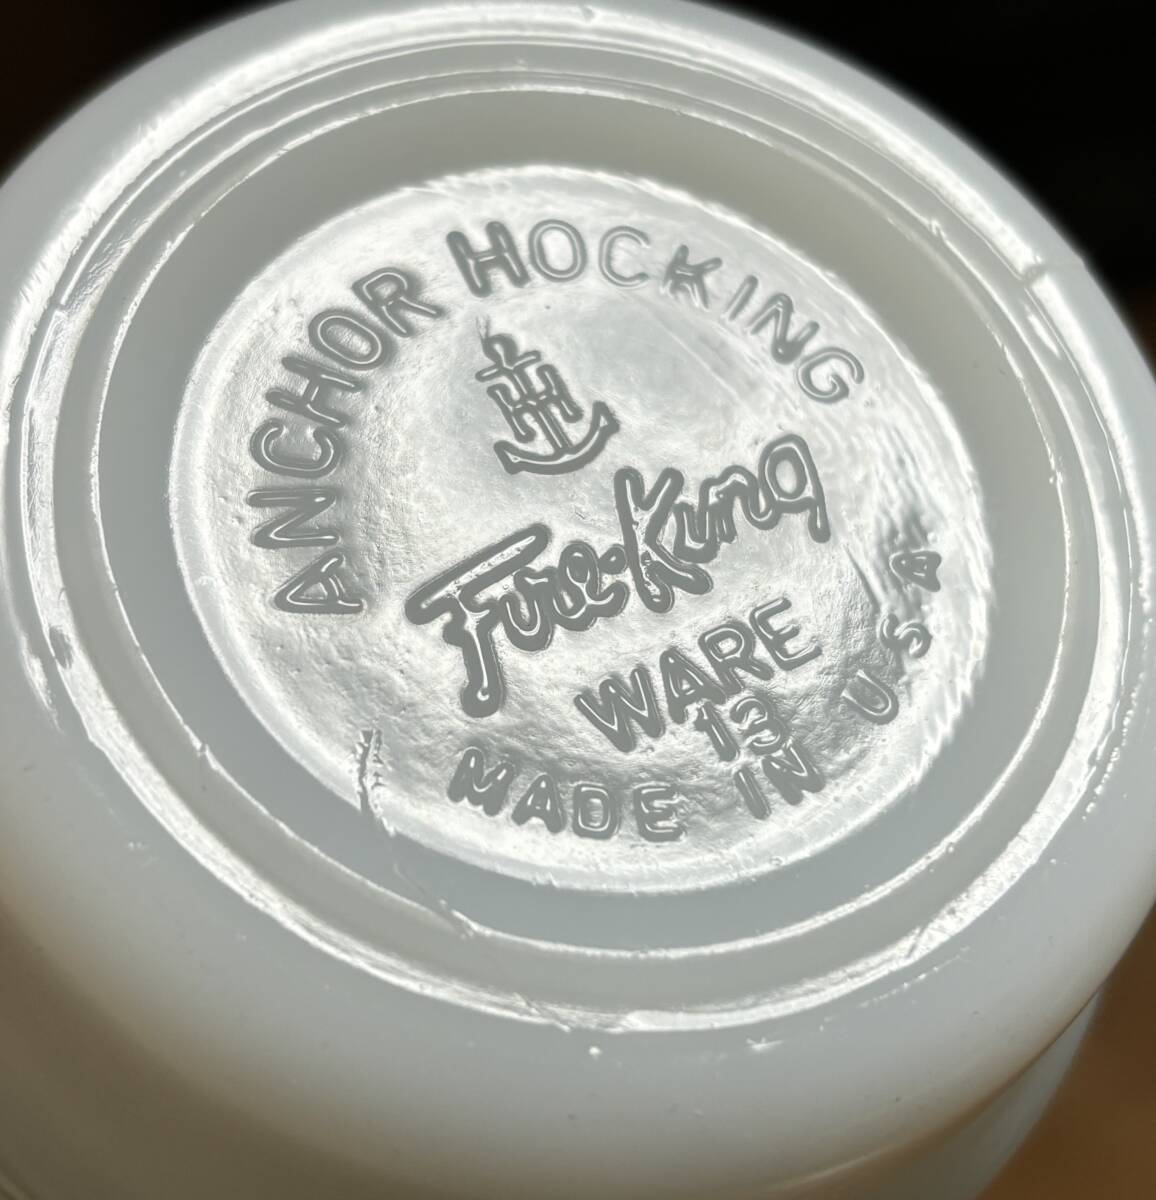 ANCHOR HOCKING
Fire-King
WARE
13
MADE IN U.S.A